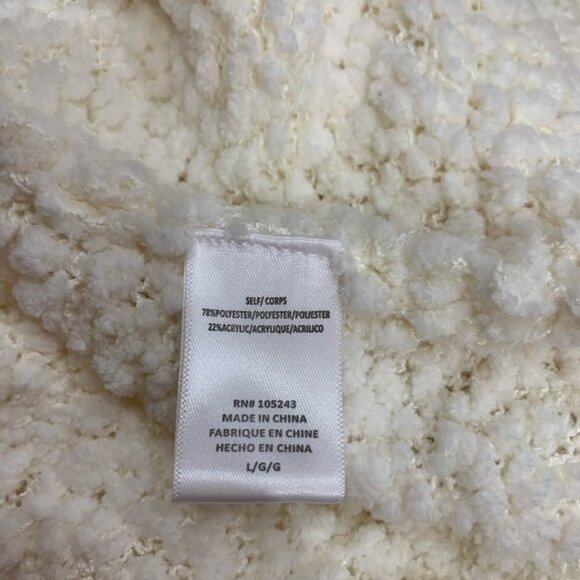 SELF/ CORPS
78%POLYESTER/POLYESTER/POLIESTER
22%ACRYLIC/ACRYLIQUE/ACRILICO
RN# 105243
MADE IN CHINA
FABRIQUE EN CHINE
HECHO EN CHINA
L/G/G